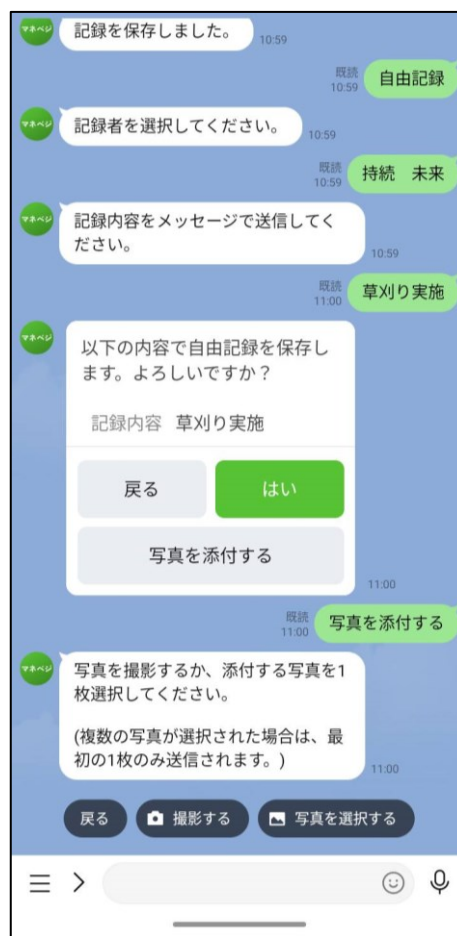 マネベジ
記録を保存しました。
10:59
既読
10:59
自由記録
マネベジ
記録者を選択してください。
10:59
既読
10:59
持続　未来
マネベジ
記録内容をメッセージで送信してく
ださい。
10:59
既読
11:00
草刈り実施
マネベジ
以下の内容で自由記録を保存し
ます。よろしいですか？
記録内容 草刈り実施
戻る
はい
写真を添付する
11:00
既読
11:00
写真を添付する
マネベジ
写真を撮影するか、添付する写真を1
枚選択してください。
(複数の写真が選択された場合は、最
初の1枚のみ送信されます。)
11:00
戻る
撮影する
写真を選択する